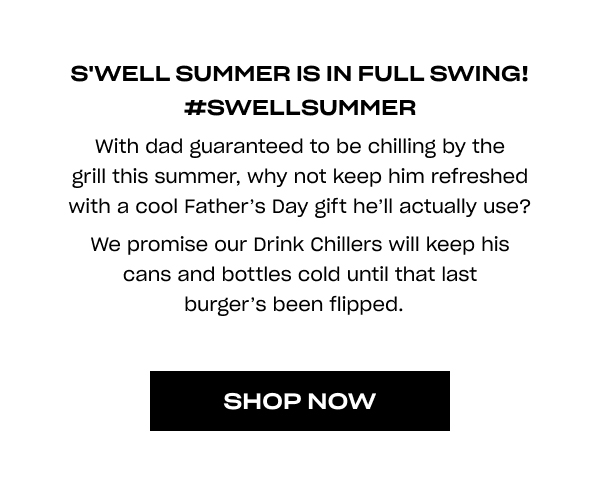 S'WELL SUMMER IS IN FULL SWING!
#SWELLSUMMER
With dad guaranteed to be chilling by the
grill this summer, why not keep him refreshed
with a cool Father’s Day gift he’ll actually use?
We promise our Drink Chillers will keep his
cans and bottles cold until that last
burger’s been flipped.
SHOP NOW